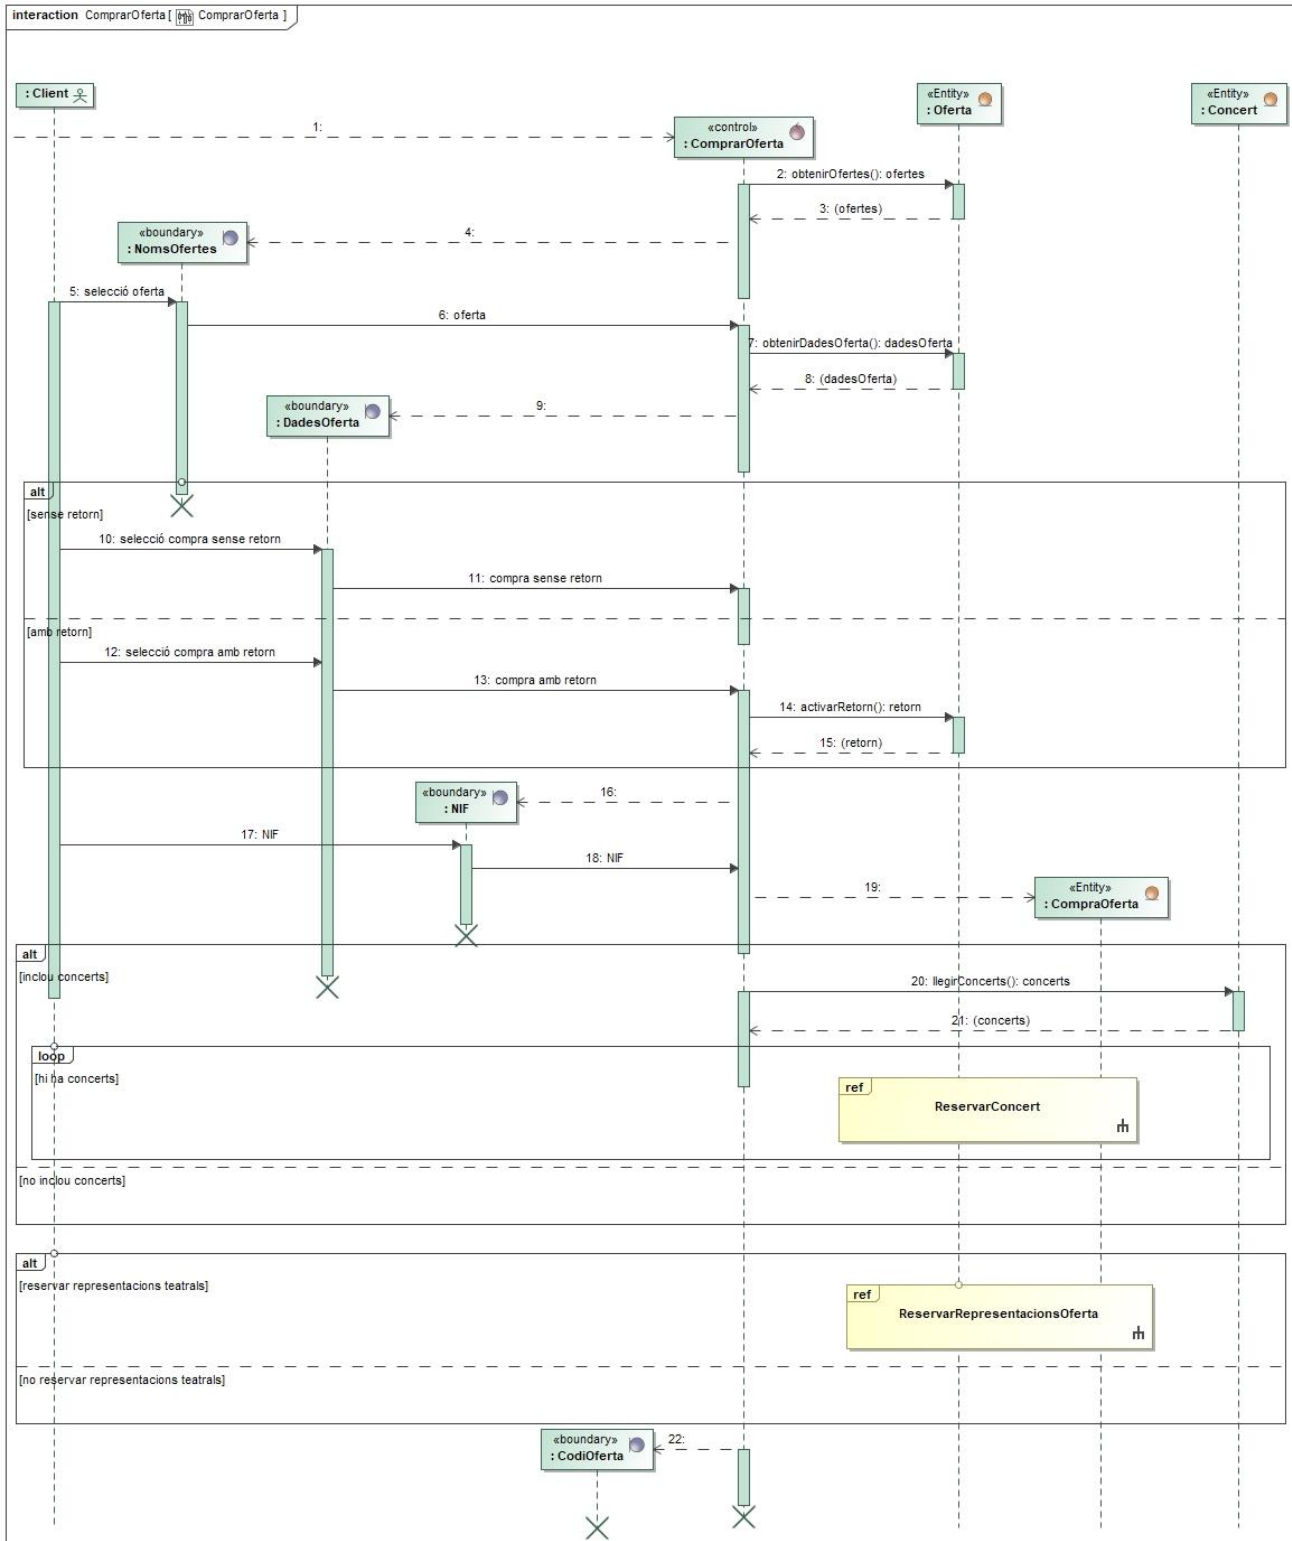 interaction ComprarOferta [ ComprarOferta ]
: Client
«Entity»
: Oferta
«Entity»
: Concert
1:
«control»
: ComprarOferta
2: obtenirOfertes(): ofertes
3: (ofertes)
«boundary»
: NomsOfertes
4:
5: selecció oferta
6: oferta
7: obtenirDadesOferta(): dadesOferta
8: (dadesOferta)
«boundary»
: DadesOferta
9:
alt
[sense retorn]
10: selecció compra sense retorn
11: compra sense retorn
[amb retorn]
12: selecció compra amb retorn
13: compra amb retorn
14: activarRetorn(): retorn
15: (retorn)
«boundary»
: NIF
16:
17: NIF
18: NIF
19:
«Entity»
: CompraOferta
alt
[inclou concerts]
20: llegirConcerts(): concerts
21: (concerts)
loop
[hi ha concerts]
ref
ReservarConcert
[no inclou concerts]
alt
[reservar representacions teatrals]
ref
ReservarRepresentacionsOferta
[no reservar representacions teatrals]
«boundary»
: CodiOferta
22: